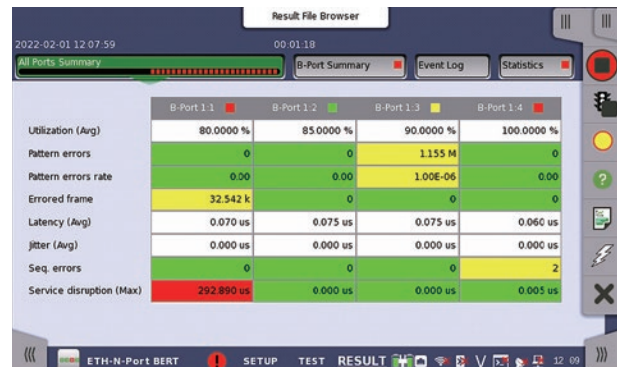 Result File Browser
2022-02-01 12:07:59 00:01:18
All Ports Summary B-Port Summary Event Log Statistics
B-Port 1:1 B-Port 1:2 B-Port 1:3 B-Port 1:4
Utilization (Avg) 80.0000 % 85.0000 % 90.0000 % 100.0000 %
Pattern errors 0 0 1.155 M 0
Pattern errors rate 0.00 0.00 1.00E-06 0.00
Errored frame 32.542 k 0 0 0
Latency (Avg) 0.070 us 0.075 us 0.075 us 0.060 us
Jitter (Avg) 0.000 us 0.000 us 0.000 us 0.000 us
Seq. errors 0 0 0 2
Service disruption (Max) 292.890 us 0.000 us 0.000 us 0.005 us
ETH-N-Port BERT SETUP TEST RESULT 12 09